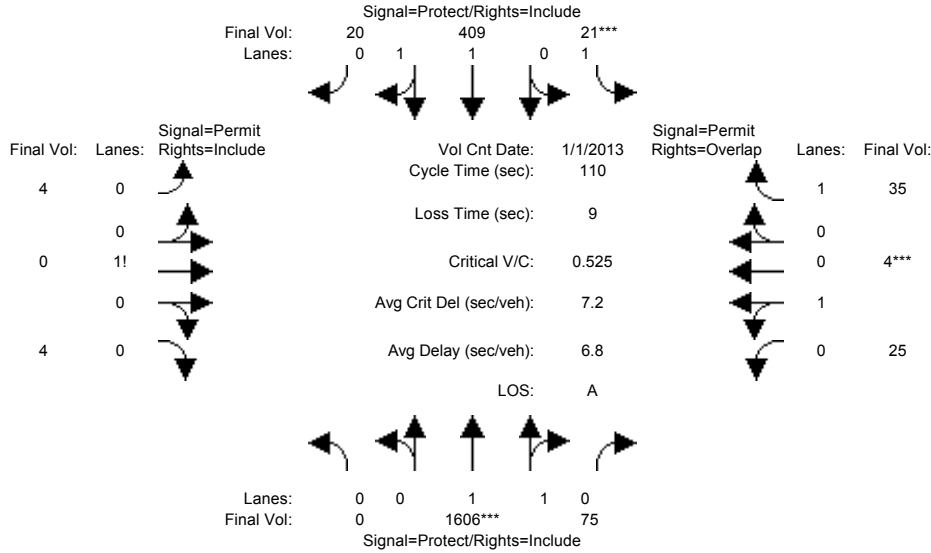 Signal=Protect/Rights=Include
Final Vol: 20 409 21***
Lanes: 0 1 1 0 1
Signal=Permit
Final Vol: Lanes: Rights=Include
Vol Cnt Date: 1/1/2013
Signal=Permit
Rights=Overlap Lanes: Final Vol:
Cycle Time (sec): 110
4 0
1 35
Loss Time (sec): 9
0
0
0 1!
Critical V/C: 0.525
0 4***
0
Avg Crit Del (sec/veh): 7.2
1
4 0
Avg Delay (sec/veh): 6.8
0 25
LOS: A
Lanes: 0 0 1 1 0
Final Vol: 0 1606*** 75
Signal=Protect/Rights=Include